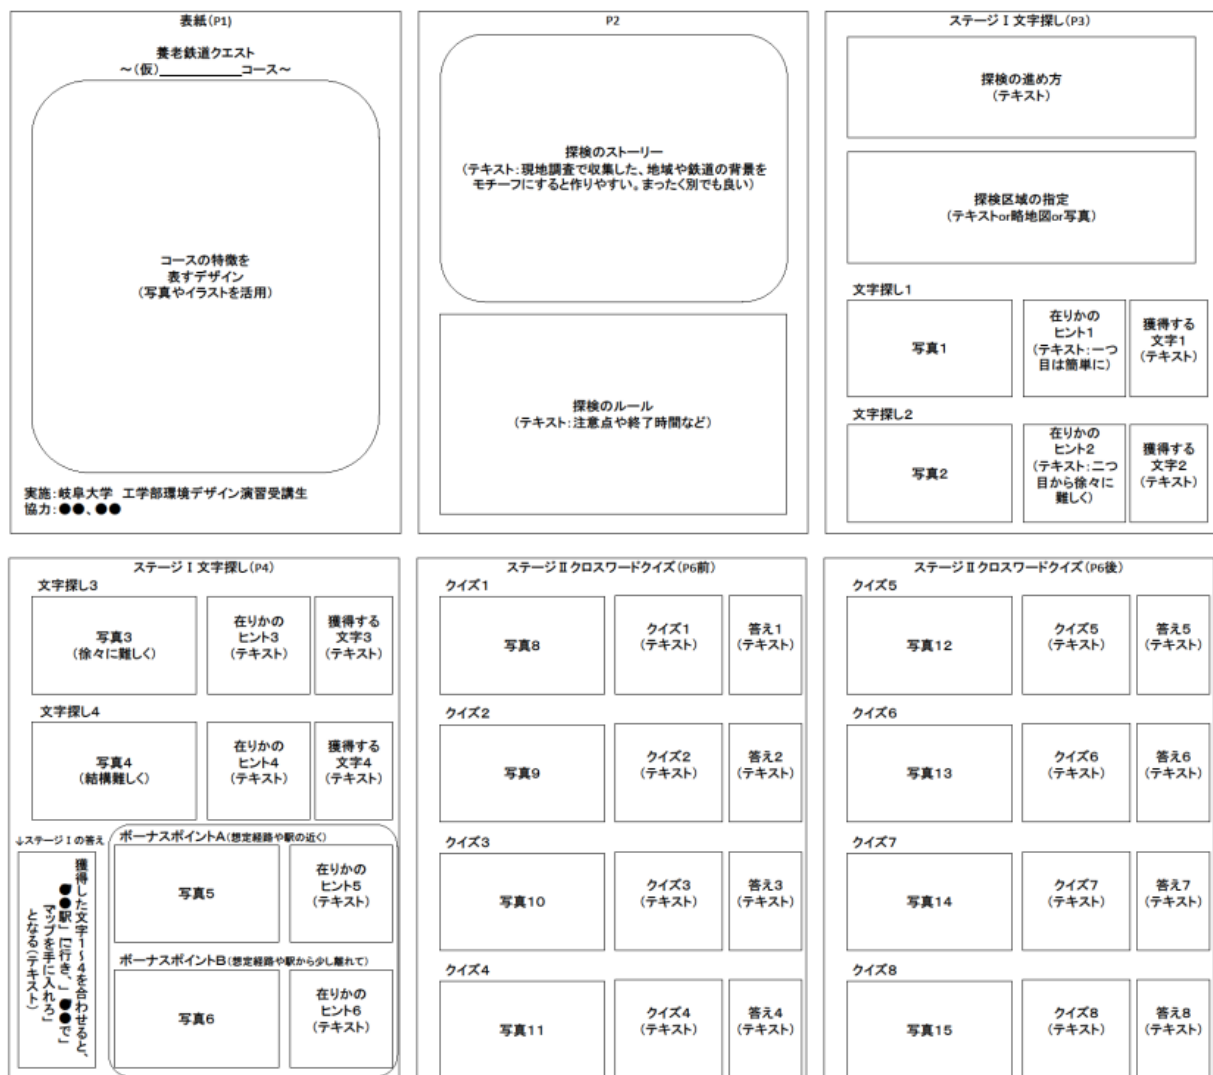 表紙(P1)
養老鉄道クエスト
～(仮)__________コース～
コースの特徴を
表すデザイン
(写真やイラストを活用)
実施:岐阜大学　工学部環境デザイン演習受講生
協力:●●、●●
P2
探検のストーリー
(テキスト:現地調査で収集した、地域や鉄道の背景を
モチーフにすると作りやすい。まったく別でも良い)
探検のルール
(テキスト:注意点や終了時間など)
ステージⅠ文字探し(P3)
探検の進め方
(テキスト)
探検区域の指定
(テキストor略地図or写真)
文字探し1
写真1
在りかの
ヒント1
(テキスト:一つ
目は簡単に)
獲得する
文字1
(テキスト)
文字探し2
写真2
在りかの
ヒント2
(テキスト:二つ
目から徐々に
難しく)
獲得する
文字2
(テキスト)
ステージⅠ文字探し(P4)
文字探し3
写真3
(徐々に難しく)
在りかの
ヒント3
(テキスト)
獲得する
文字3
(テキスト)
文字探し4
写真4
(結構難しく)
在りかの
ヒント4
(テキスト)
獲得する
文字4
(テキスト)
↓ステージⅠの答え
獲得した文字1～4を合わせると、
「●●駅」に行き、」●●で」
マップを手に入れろ」
となる(テキスト)
ボーナスポイントA(想定経路や駅の近く)
写真5
在りかの
ヒント5
(テキスト)
ボーナスポイントB(想定経路や駅から少し離れて)
写真6
在りかの
ヒント6
(テキスト)
ステージⅡクロスワードクイズ(P6前)
クイズ1
写真8
クイズ1
(テキスト)
答え1
(テキスト)
クイズ2
写真9
クイズ2
(テキスト)
答え2
(テキスト)
クイズ3
写真10
クイズ3
(テキスト)
答え3
(テキスト)
クイズ4
写真11
クイズ4
(テキスト)
答え4
(テキスト)
ステージⅡクロスワードクイズ(P6後)
クイズ5
写真12
クイズ5
(テキスト)
答え5
(テキスト)
クイズ6
写真13
クイズ6
(テキスト)
答え6
(テキスト)
クイズ7
写真14
クイズ7
(テキスト)
答え7
(テキスト)
クイズ8
写真15
クイズ8
(テキスト)
答え8
(テキスト)